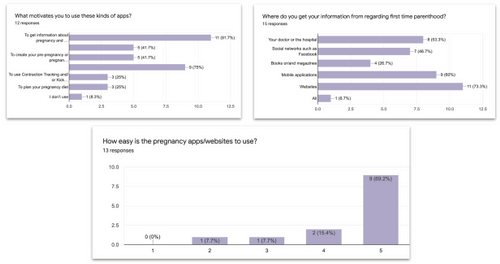 What motivates you to use these kinds of apps?
12 responses
To get information about
pregnancy and....
11 (91.7%)
5 (41.7%)
To create your pre-pregnancy or
pregnan...
5 (41.7%)
9 (75%)
To use Contraction Tracking and/
or Kick...
3 (25%)
To plan your pregnancy diet
3 (25%)
I don't use
1 (8.3%)
0.0 2.5 5.0 7.5 10.0 12.5
Where do you get your information from regarding first time parenthood?
15 responses
Your doctor or the hospital
8 (53.3%)
Social networks such as
Facebook
7 (46.7%)
Books or/and magazines
4 (26.7%)
Mobile applications
9 (60%)
Websites
11 (73.3%)
All
1 (6.7%)
0.0 2.5 5.0 7.5 10.0 12.5
How easy is the pregnancy apps/websites to use?
13 responses
10.0
7.5
5.0
2.5
0.0
0 (0%)
1 (7.7%)
1 (7.7%)
2 (15.4%)
9 (69.2%)
1 2 3 4 5